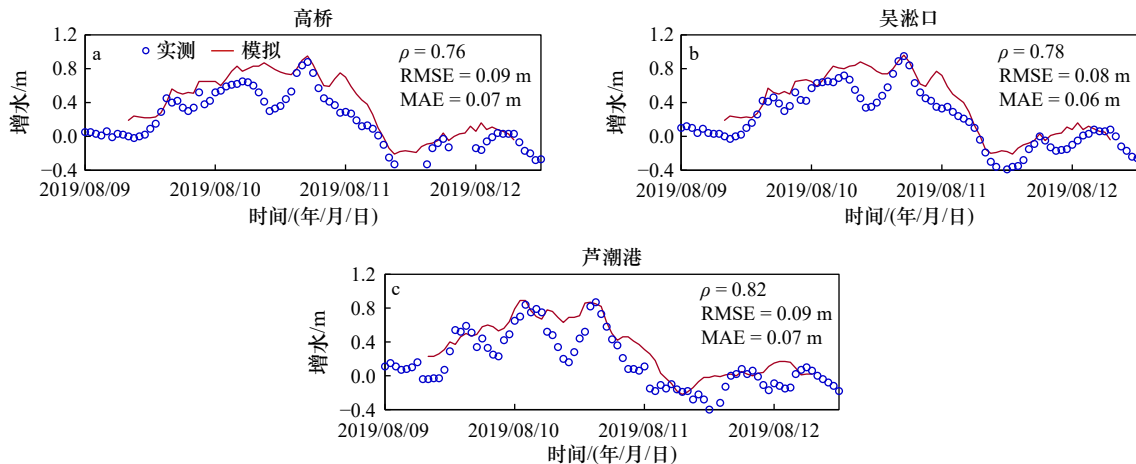 高桥
1.2
0.8
0.4
0.0
−0.4
增水/m
a
实测 模拟
ρ = 0.76
RMSE = 0.09 m
MAE = 0.07 m
2019/08/09 2019/08/10 2019/08/11 2019/08/12
时间/(年/月/日)
吴淞口
1.2
0.8
0.4
0.0
−0.4
增水/m
b
ρ = 0.78
RMSE = 0.08 m
MAE = 0.06 m
2019/08/09 2019/08/10 2019/08/11 2019/08/12
时间/(年/月/日)
芦潮港
1.2
0.8
0.4
0.0
−0.4
增水/m
c
ρ = 0.82
RMSE = 0.09 m
MAE = 0.07 m
2019/08/09 2019/08/10 2019/08/11 2019/08/12
时间/(年/月/日)